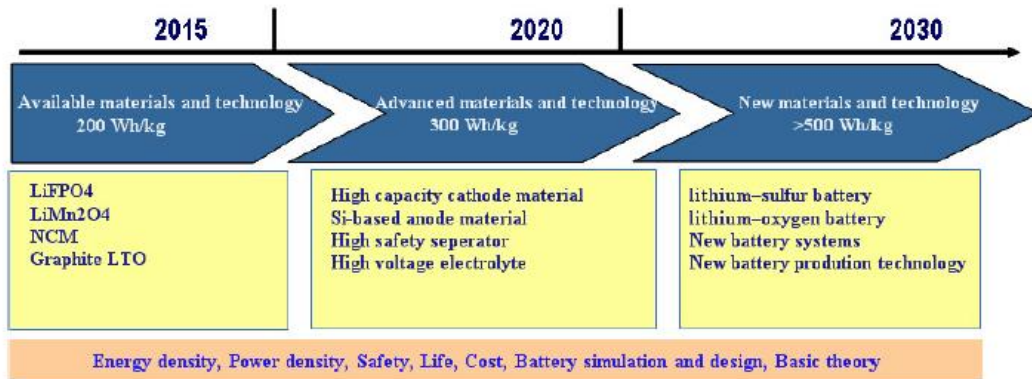 2015
2020
2030
Available materials and technology
200 Wh/kg
Advanced materials and technology
300 Wh/kg
New materials and technology
>500 Wh/kg
LiFPO4
LiMn2O4
NCM
Graphite LTO
High capacity cathode material
Si-based anode material
High safety seperator
High voltage electrolyte
lithium–sulfur battery
lithium–oxygen battery
New battery systems
New battery prodution technology
Energy density, Power density, Safety, Life, Cost, Battery simulation and design, Basic theory